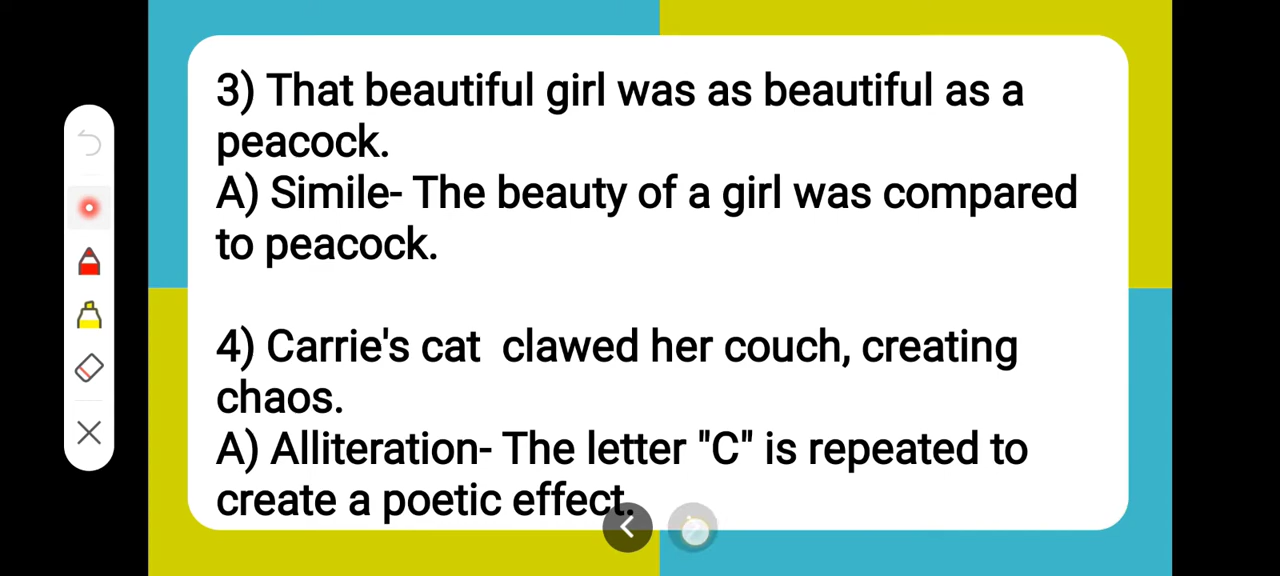 3) That beautiful girl was as beautiful as a
peacock.
A) Simile- The beauty of a girl was compared
to peacock.
4) Carrie's cat  clawed her couch, creating
chaos.
A) Alliteration- The letter "C" is repeated to
create a poetic effect.